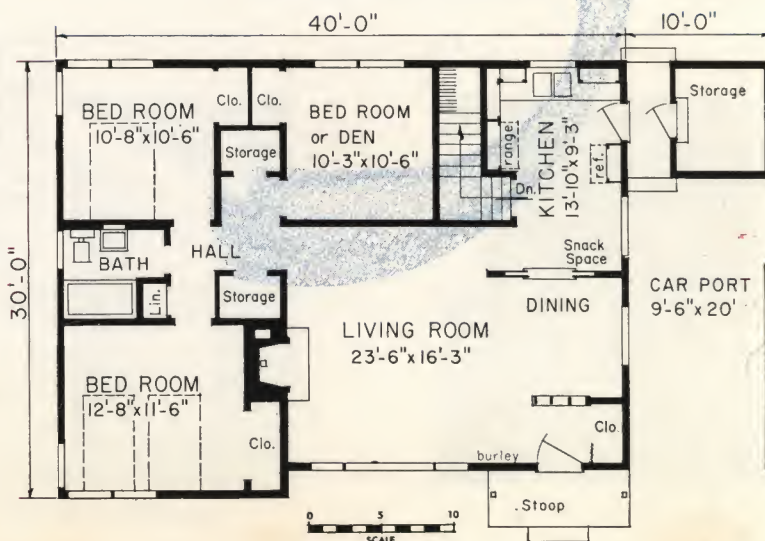 40'-0"
10'-0"
30'-0"
BED ROOM
10'-8"x10'-6"
Clo.
Clo.
BED ROOM
or DEN
10'-3"x10'-6"
Storage
range
Dn.
KITCHEN
13'-10"x9'-3"
ref.
Storage
BATH
HALL
Lin.
Storage
Snack
Space
DINING
LIVING ROOM
23'-6"x16'-3"
CAR PORT
9'-6"x20'
BED ROOM
12'-8"x11'-6"
Clo.
Clo.
burley
Stoop
0 5 10
SCALE